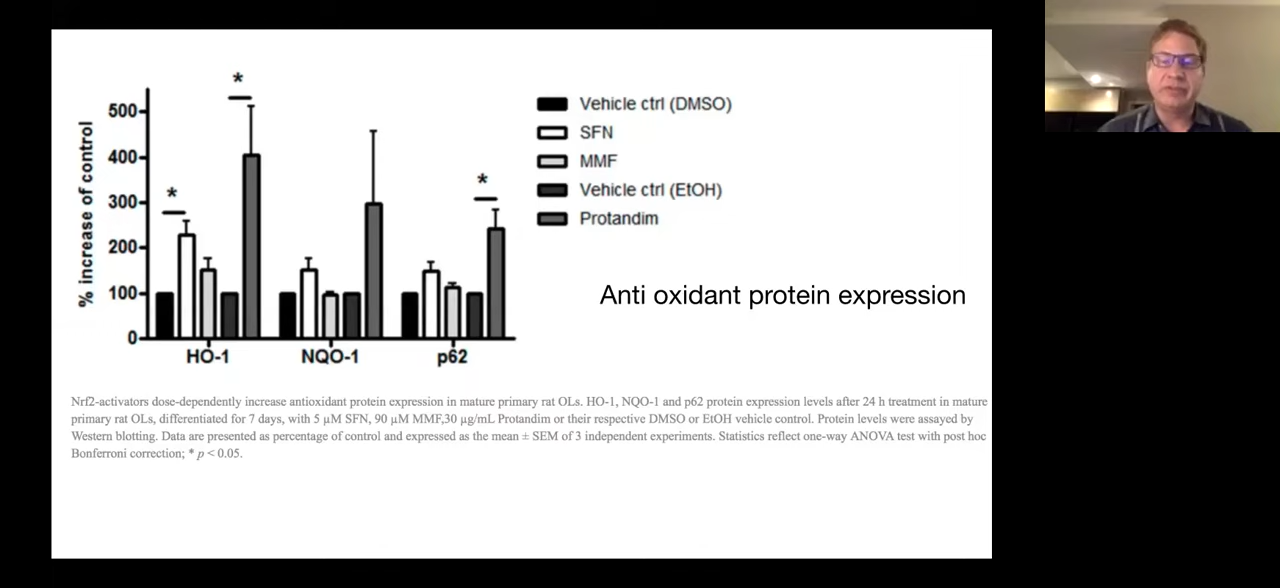 *
*
*
500
400
300
200
100
0
% increase of control
HO-1
NQO-1
p62
Vehicle ctrl (DMSO)
SFN
MMF
Vehicle ctrl (EtOH)
Protandim
Anti oxidant protein expression
Nrf2-activators dose-dependently increase antioxidant protein expression in mature primary rat OLs. HO-1, NQO-1 and p62 protein expression levels after 24 h treatment in mature
primary rat OLs, differentiated for 7 days, with 5 µM SFN, 90 µM MMF,30 µg/mL Protandim or their respective DMSO or EtOH vehicle control. Protein levels were assayed by
Western blotting. Data are presented as percentage of control and expressed as the mean ± SEM of 3 independent experiments. Statistics reflect one-way ANOVA test with post hoc
Bonferroni correction; * p < 0.05.